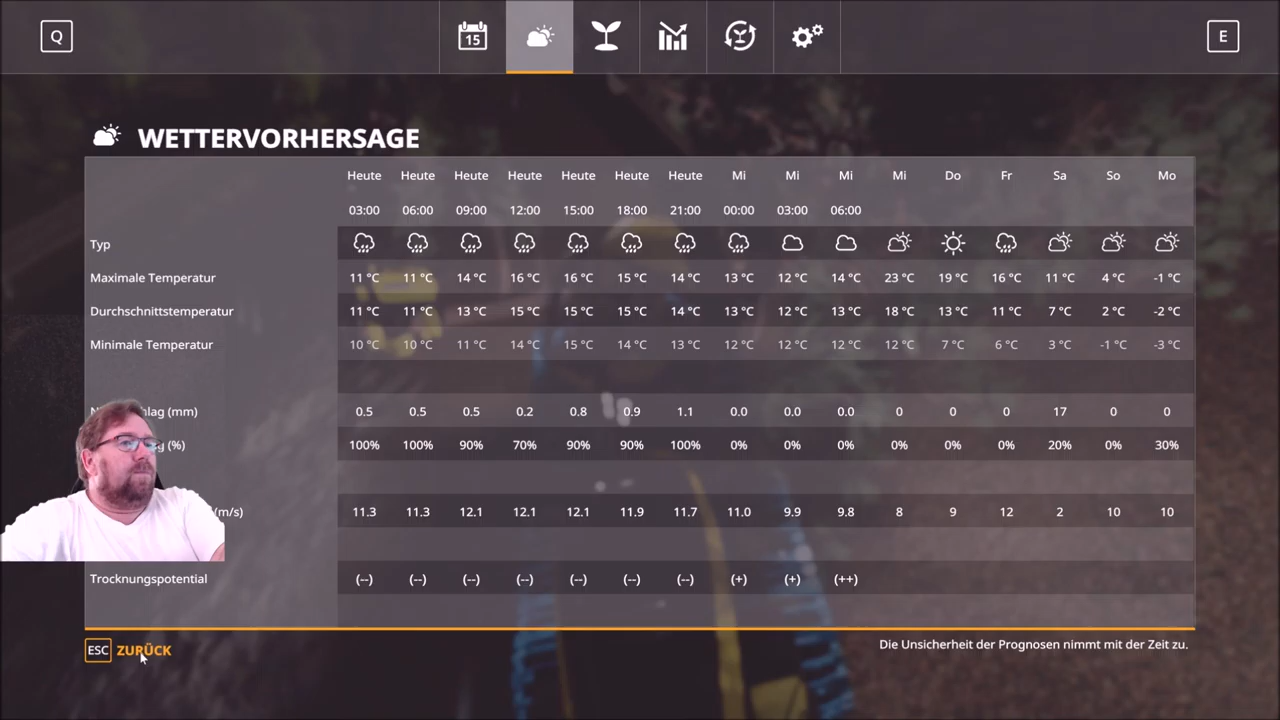 Q
15
E
WETTERVORHERSAGE
Heute Heute Heute Heute Heute Heute Heute Mi Mi Mi Mi Do Fr Sa So Mo
03:00 06:00 09:00 12:00 15:00 18:00 21:00 00:00 03:00 06:00
Typ
Maximale Temperatur 11 °C 11 °C 14 °C 16 °C 16 °C 15 °C 14 °C 13 °C 12 °C 14 °C 23 °C 19 °C 16 °C 11 °C 4 °C -1 °C
Durchschnittstemperatur 11 °C 11 °C 13 °C 15 °C 15 °C 15 °C 14 °C 13 °C 12 °C 13 °C 18 °C 13 °C 11 °C 7 °C 2 °C -2 °C
Minimale Temperatur 10 °C 10 °C 11 °C 14 °C 15 °C 14 °C 13 °C 12 °C 12 °C 12 °C 12 °C 7 °C 6 °C 3 °C -1 °C -3 °C
(mm) 0.5 0.5 0.5 0.2 0.8 0.9 1.1 0.0 0.0 0.0 0 0 0 17 0 0
(%) 100% 100% 90% 70% 90% 90% 100% 0% 0% 0% 0% 0% 0% 20% 0% 30%
(m/s) 11.3 11.3 12.1 12.1 12.1 11.9 11.7 11.0 9.9 9.8 8 9 12 2 10 10
Trocknungspotential (--) (--) (--) (--) (--) (--) (--) (+) (+) (++)
ESC ZURÜCK
Die Unsicherheit der Prognosen nimmt mit der Zeit zu.